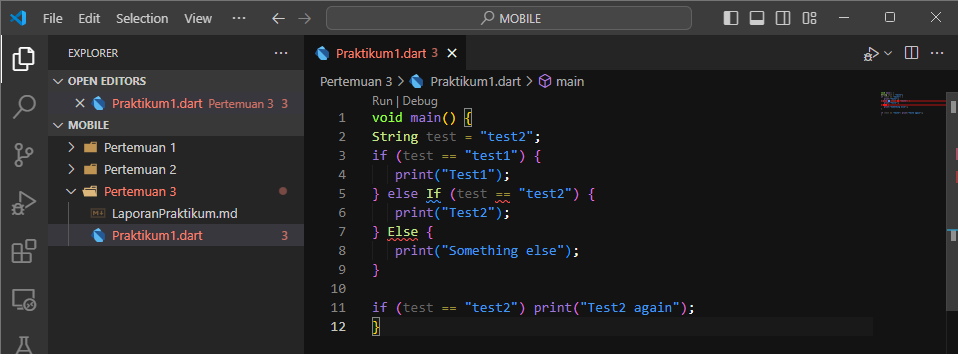 File Edit Selection ··· MOBILE
EXPLORER ···
OPEN EDITORS
Praktikum1.dart Pertemuan 3 3
MOBILE
Pertemuan 1
Pertemuan 2
Pertemuan 3
LaporanPraktikum.md
Praktikum1.dart 3
Praktikum1.dart 3
Pertemuan 3 > Praktikum1.dart > main
Run | Debug
1 void main() {
2 String test = "test2";
3 if (test == "test1") {
4 print("Test1");
5 } else If (test == "test2") {
6 print("Test2");
7 } Else {
8 print("Something else");
9 }
10
11 if (test == "test2") print("Test2 again");
12 }